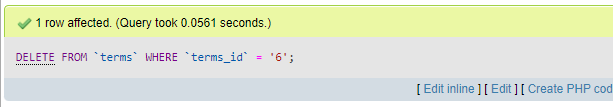 1 row affected. (Query took 0.0561 seconds.)
DELETE FROM `terms` WHERE `terms_id` = '6';
[ Edit inline ] [ Edit ] [ Create PHP cod